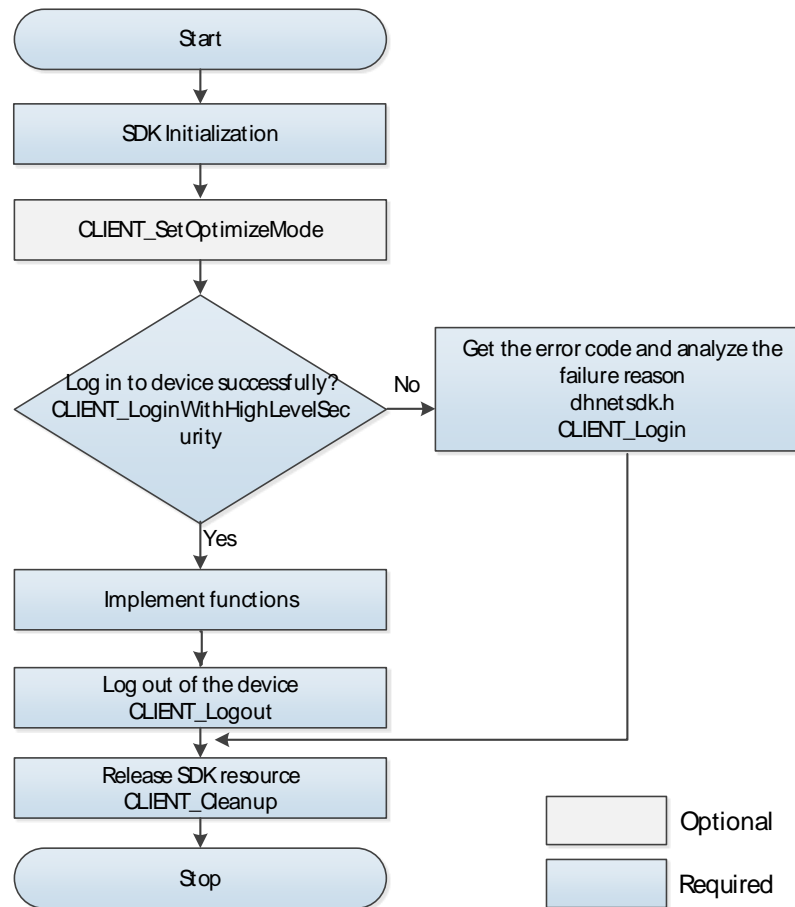 Start
SDK Initialization
CLIENT_SetOptimizeMode
Log in to device successfully?
CLIENT_LoginWithHighLevelSec
urity
No
Get the error code and analyze the
failure reason
dhnetsdk.h
CLIENT_Login
Yes
Implement functions
Log out of the device
CLIENT_Logout
Release SDK resource
CLIENT_Cleanup
Stop
Optional
Required